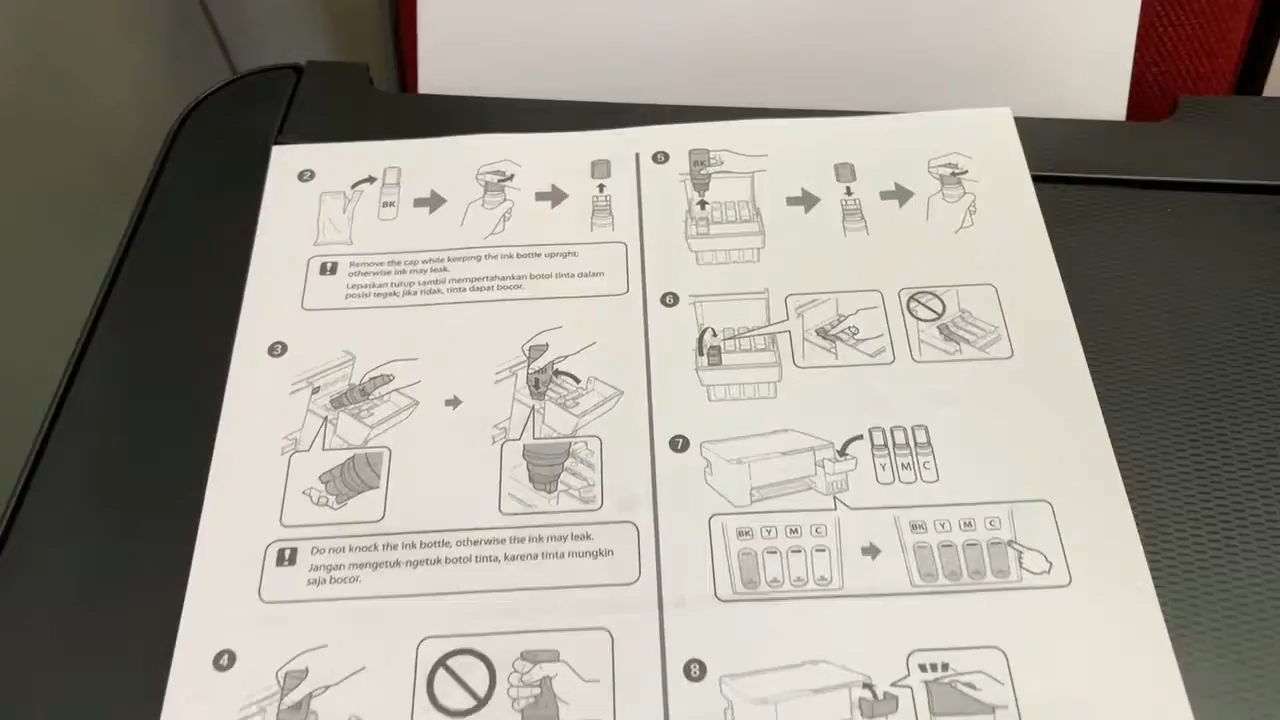 2
BK
Remove the cap while keeping the ink bottle upright;
otherwise ink may leak.
Lepaskan tutup sambil mempertahankan botol tinta dalam
posisi tegak; jika tidak, tinta dapat bocor.
3
Do not knock the ink bottle, otherwise the ink may leak.
Jangan mengetuk-ngetuk botol tinta, karena tinta mungkin
saja bocor.
4
5
BK
6
7
Y M C
BK Y M C
BK Y M C
8